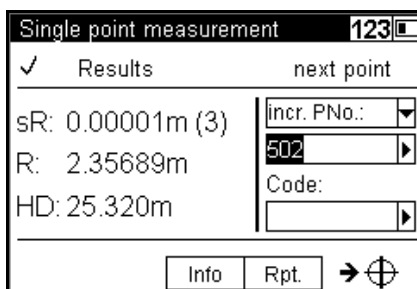 Single point measurement 123
Results next point
sR: 0.00001m (3)
R: 2.35689m
HD: 25.320m
incr. PNo.:
502
Code:
Info Rpt.